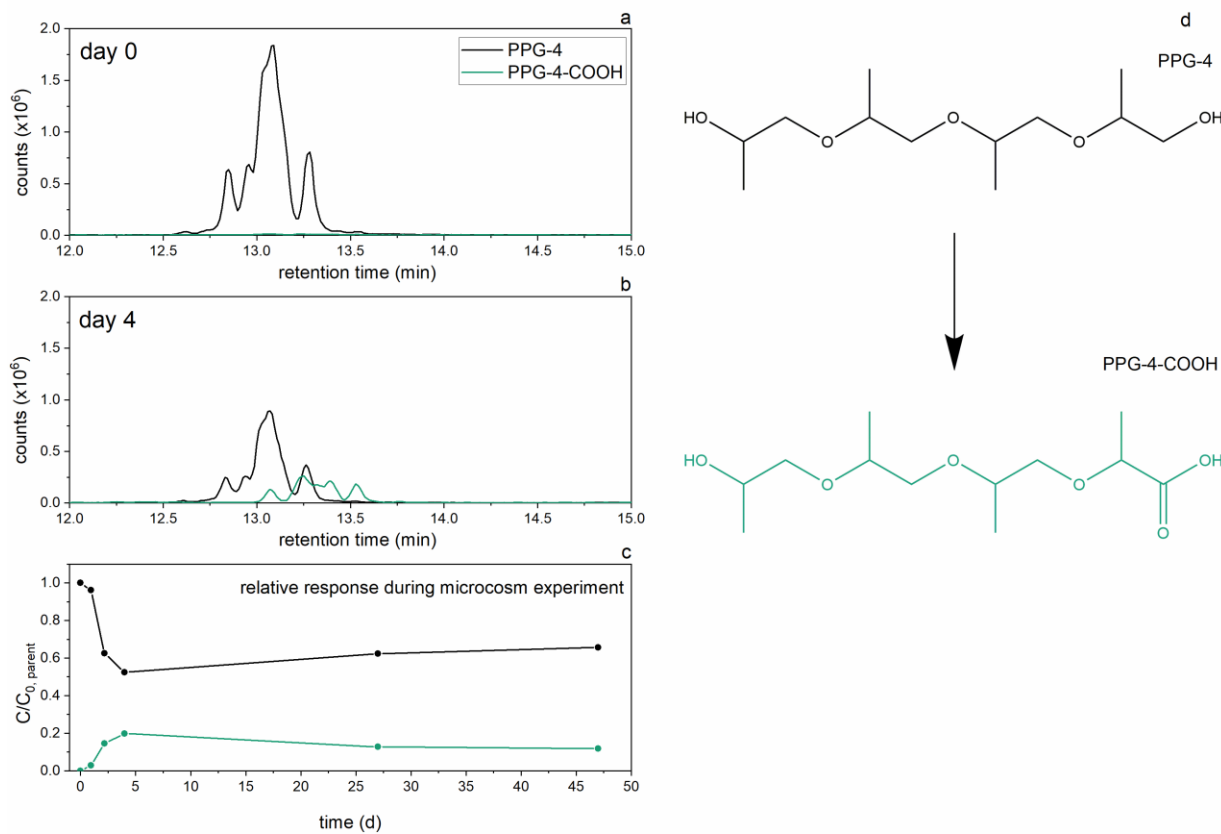 a
day 0
PPG-4
PPG-4-COOH
2.0
1.5
1.0
0.5
0.0
counts (x10⁶)
12.0 12.5 13.0 13.5 14.0 14.5 15.0
retention time (min)
b
day 4
2.0
1.5
1.0
0.5
0.0
counts (x10⁶)
12.0 12.5 13.0 13.5 14.0 14.5 15.0
retention time (min)
c
relative response during microcosm experiment
1.0
0.8
0.6
0.4
0.2
0.0
C/C₀, parent
0 5 10 15 20 25 30 35 40 45 50
time (d)
d
PPG-4
HO O O O OH
PPG-4-COOH
HO O O O OH
O